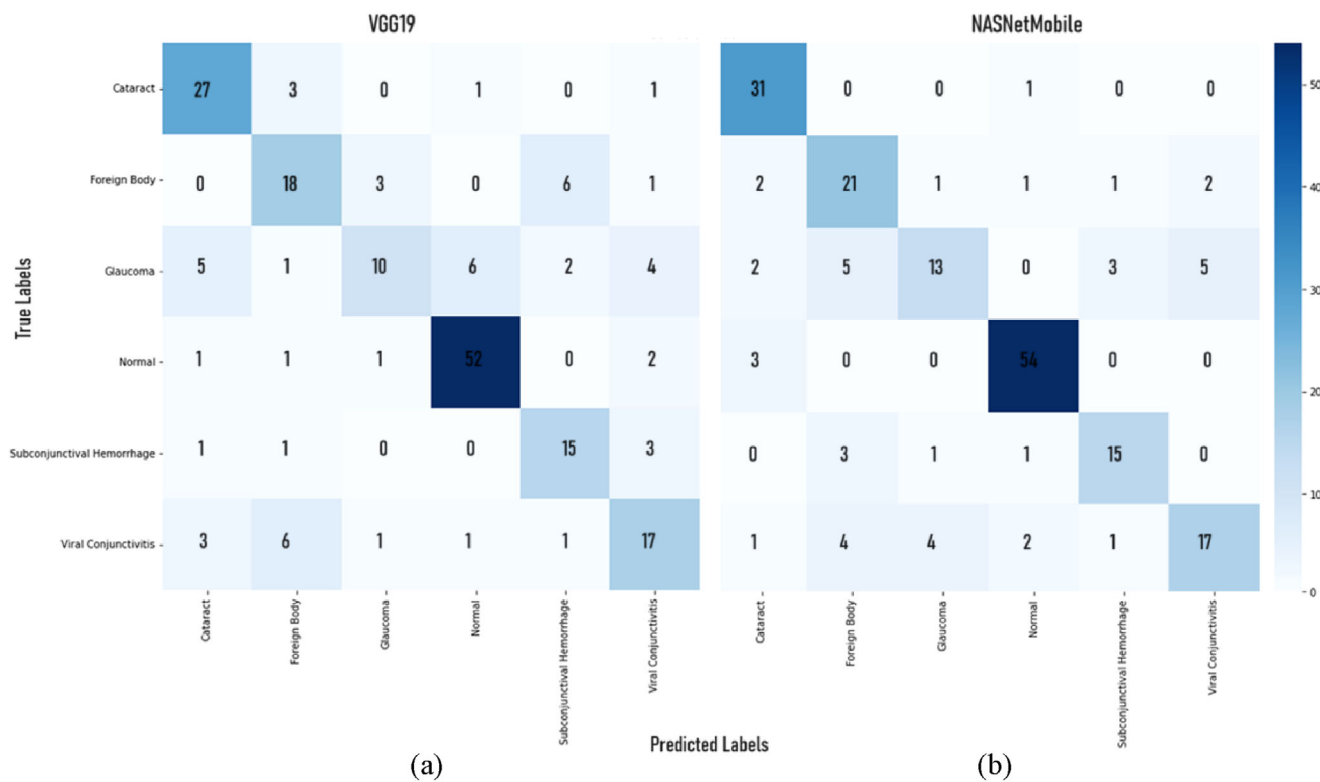 VGG19 NASNetMobile
Cataract 27 3 0 1 0 1 31 0 0 1 0 0 50
Foreign Body 0 18 3 0 6 1 2 21 1 1 1 2 40
Glaucoma 5 1 10 6 2 4 2 5 13 0 3 5 30
True Labels
Normal 1 1 1 52 0 2 3 0 0 54 0 0 20
Subconjunctival Hemorrhage 1 1 0 0 15 3 0 3 1 1 15 0 10
Viral Conjunctivitis 3 6 1 1 1 17 1 4 4 2 1 17 0
Cataract Foreign Body Glaucoma Normal Subconjunctival Hemorrhage Viral Conjunctivitis Cataract Foreign Body Glaucoma Normal Subconjunctival Hemorrhage Viral Conjunctivitis
Predicted Labels
(a) (b)